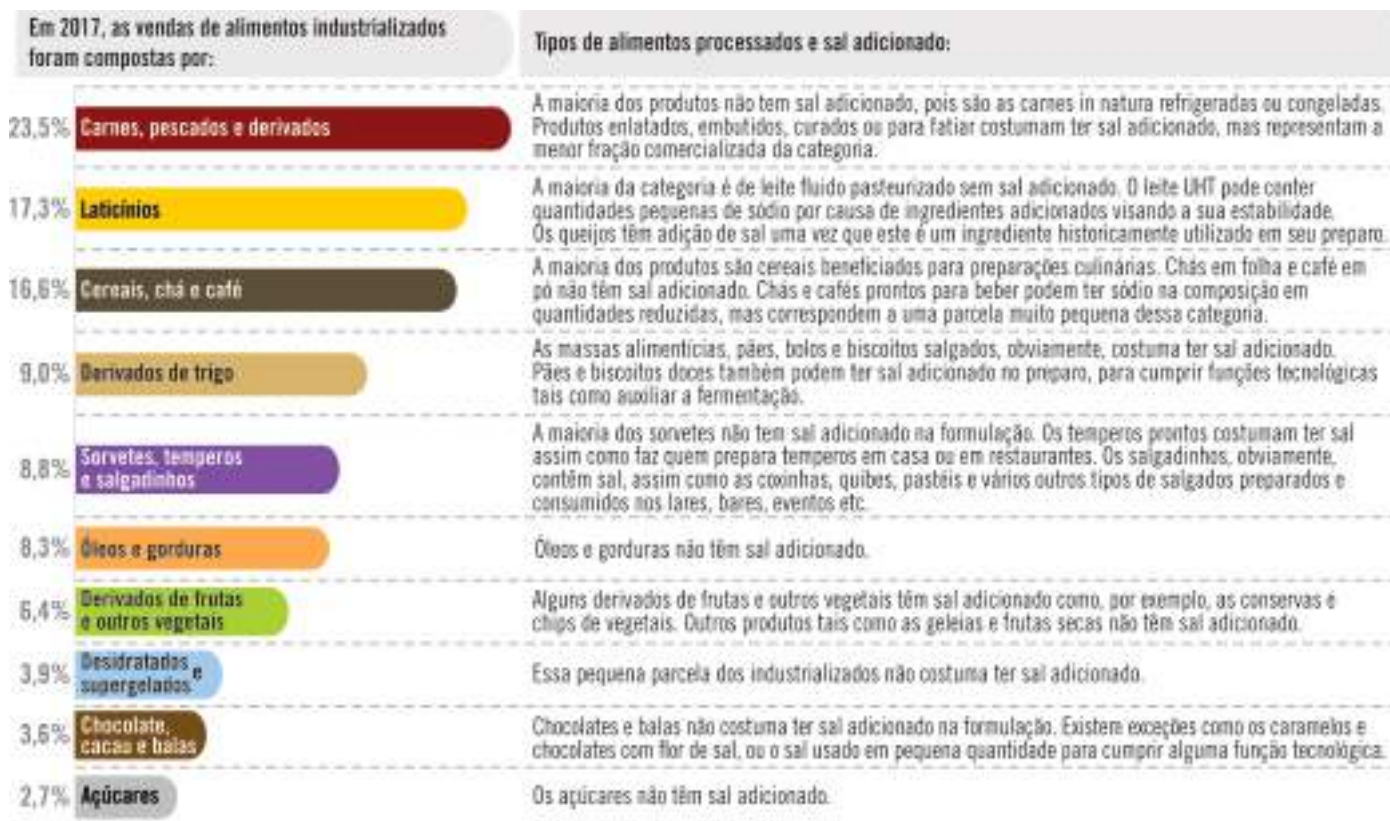 Em 2017, as vendas de alimentos industrializados
foram compostas por:
Tipos de alimentos processados e sal adicionado:
23,5% Carnes, pescados e derivados
A maioria dos produtos não tem sal adicionado, pois são as carnes in natura refrigeradas ou congeladas.
Produtos enlatados, embutidos, curados ou para fatiar costumam ter sal adicionado, mas representam a
menor fração comercializada da categoria.
17,3% Laticínios
A maioria da categoria é de leite fluido pasteurizado sem sal adicionado. O leite UHT pode conter
quantidades pequenas de sódio por causa de ingredientes adicionados visando a sua estabilidade.
Os queijos têm adição de sal uma vez que este é um ingrediente historicamente utilizado em seu preparo.
16,6% Cereais, chá e café
A maioria dos produtos são cereais beneficiados para preparações culinárias. Chás em folha e café em
pó não têm sal adicionado. Chás e cafés prontos para beber podem ter sódio na composição em
quantidades reduzidas, mas correspondem a uma parcela muito pequena dessa categoria.
9,0% Derivados de trigo
As massas alimentícias, pães, bolos e biscoitos salgados, obviamente, costuma ter sal adicionado.
Pães e biscoitos doces também podem ter sal adicionado no preparo, para cumprir funções tecnológicas
tais como auxiliar a fermentação.
8,8% Sorvetes, temperos
e salgadinhos
A maioria dos sorvetes não tem sal adicionado na formulação. Os temperos prontos costumam ter sal
assim como faz quem prepara temperos em casa ou em restaurantes. Os salgadinhos, obviamente,
contêm sal, assim como as coxinhas, quibes, pastéis e vários outros tipos de salgados preparados e
consumidos nos lares, bares, eventos etc.
8,3% Óleos e gorduras
Óleos e gorduras não têm sal adicionado.
6,4% Derivados de frutas
e outros vegetais
Alguns derivados de frutas e outros vegetais têm sal adicionado como, por exemplo, as conservas e
chips de vegetais. Outros produtos tais como as geleias e frutas secas não têm sal adicionado.
3,9% Desidratados e
supergelados
Essa pequena parcela dos industrializados não costuma ter sal adicionado.
3,6% Chocolate,
cacau e balas
Chocolates e balas não costuma ter sal adicionado na formulação. Existem exceções como os caramelos e
chocolates com flor de sal, ou o sal usado em pequena quantidade para cumprir alguma função tecnológica.
2,7% Açúcares
Os açúcares não têm sal adicionado.